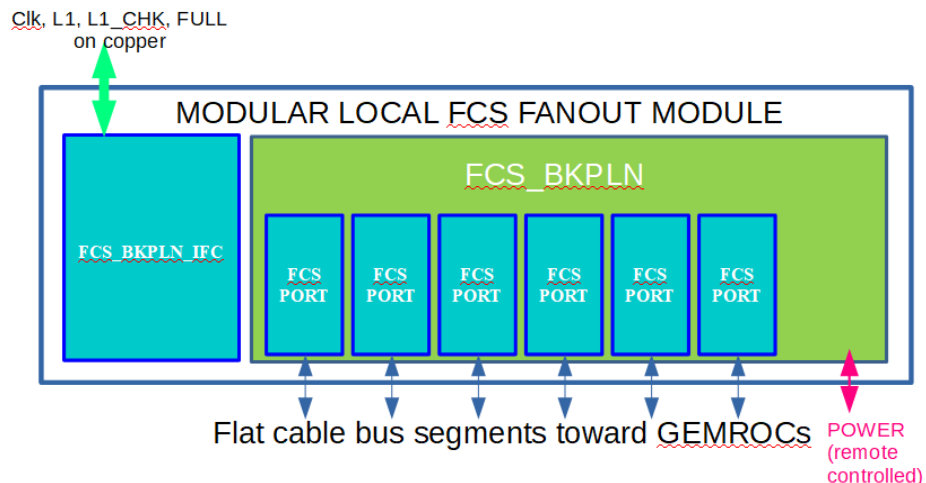 Clk, L1, L1_CHK, FULL
on copper
MODULAR LOCAL FCS FANOUT MODULE
FCS_BKPLN
FCS_BKPLN_IFC
FCS
PORT
FCS
PORT
FCS
PORT
FCS
PORT
FCS
PORT
FCS
PORT
Flat cable bus segments toward GEMROCs
POWER
(remote
controlled)